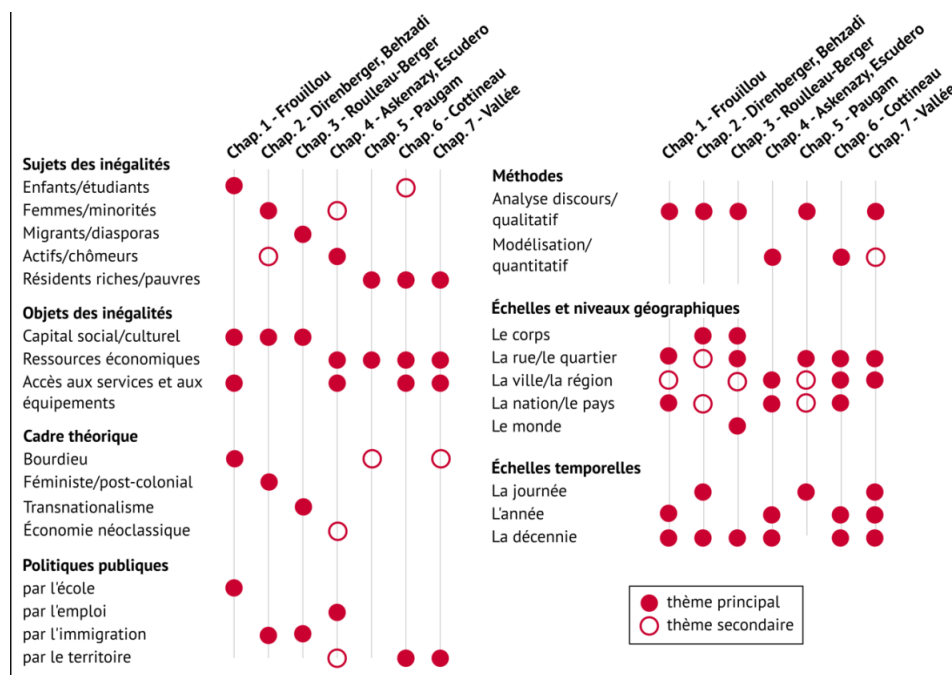 Chap. 1 - Frouillou
Chap. 2 - Direnberger, Behzadi
Chap. 3 - Roulleau-Berger
Chap. 4 - Askenazy, Escudero
Chap. 5 - Paugam
Chap. 6 - Cottineau
Chap. 7 - Vallée
Sujets des inégalités
Enfants/étudiants
Femmes/minorités
Migrants/diasporas
Actifs/chômeurs
Résidents riches/pauvres
Objets des inégalités
Capital social/culturel
Ressources économiques
Accès aux services et aux
équipements
Cadre théorique
Bourdieu
Féministe/post-colonial
Transnationalisme
Économie néoclassique
Politiques publiques
par l'école
par l'emploi
par l'immigration
par le territoire
Chap. 1 - Frouillou
Chap. 2 - Direnberger, Behzadi
Chap. 3 - Roulleau-Berger
Chap. 4 - Askenazy, Escudero
Chap. 5 - Paugam
Chap. 6 - Cottineau
Chap. 7 - Vallée
Méthodes
Analyse discours/
qualitatif
Modélisation/
quantitatif
Échelles et niveaux géographiques
Le corps
La rue/le quartier
La ville/la région
La nation/le pays
Le monde
Échelles temporelles
La journée
L'année
La décennie
thème principal
thème secondaire